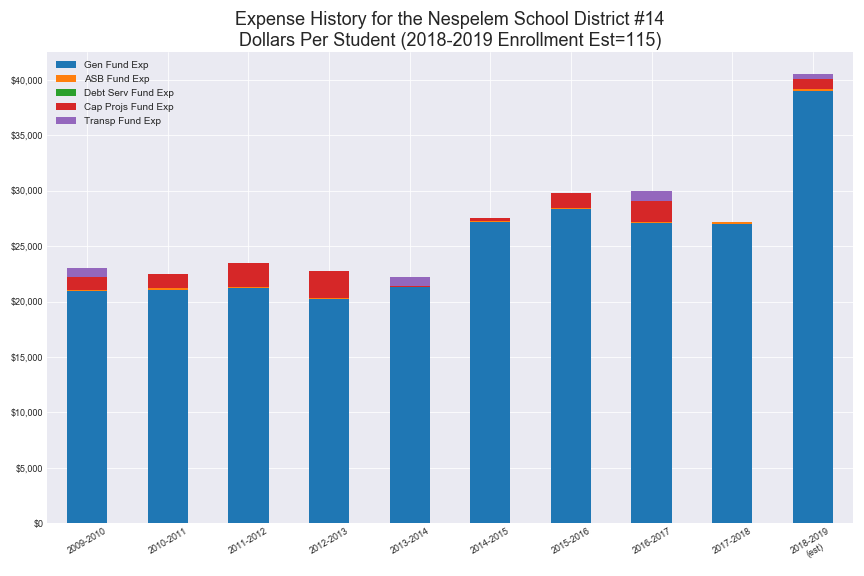 Expense History for the Nespelem School District #14
Dollars Per Student (2018-2019 Enrollment Est=115)
Gen Fund Exp
ASB Fund Exp
Debt Serv Fund Exp
Cap Projs Fund Exp
Transp Fund Exp
$40,000
$35,000
$30,000
$25,000
$20,000
$15,000
$10,000
$5,000
$0
2009-2010
2010-2011
2011-2012
2012-2013
2013-2014
2014-2015
2015-2016
2016-2017
2017-2018
2018-2019
(est)